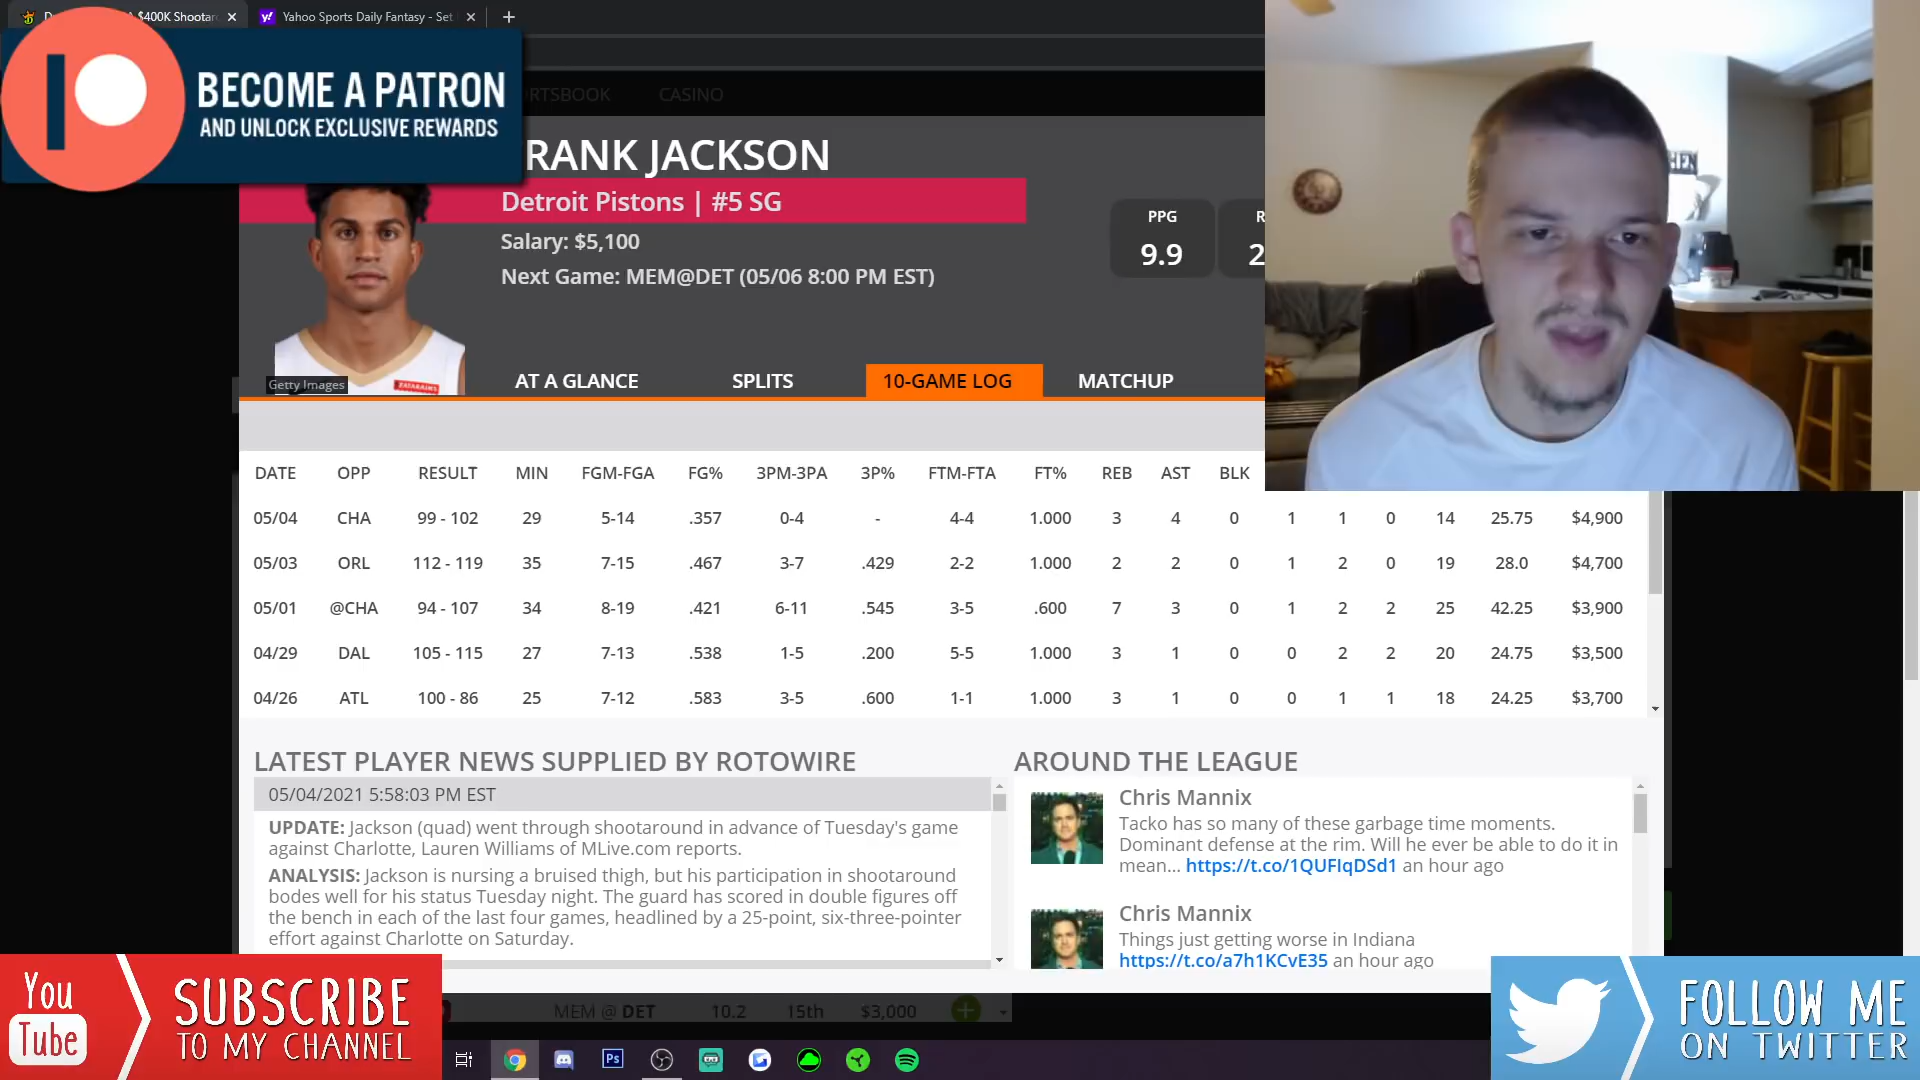 $400K Shootar
Yahoo Sports Daily Fantasy - Set
BECOME A PATRON
AND UNLOCK EXCLUSIVE REWARDS
RTSBOOK CASINO
RANK JACKSON
Detroit Pistons | #5 SG
Salary: $5,100
Next Game: MEM@DET (05/06 8:00 PM EST)
PPG
9.9
R
2
Getty Images
AT A GLANCE SPLITS 10-GAME LOG MATCHUP
DATE OPP RESULT MIN FGM-FGA FG% 3PM-3PA 3P% FTM-FTA FT% REB AST BLK
05/04 CHA 99 - 102 29 5-14 .357 0-4 - 4-4 1.000 3 4 0 1 1 0 14 25.75 $4,900
05/03 ORL 112 - 119 35 7-15 .467 3-7 .429 2-2 1.000 2 2 0 1 2 0 19 28.0 $4,700
05/01 @CHA 94 - 107 34 8-19 .421 6-11 .545 3-5 .600 7 3 0 1 2 2 25 42.25 $3,900
04/29 DAL 105 - 115 27 7-13 .538 1-5 .200 5-5 1.000 3 1 0 0 2 2 20 24.75 $3,500
04/26 ATL 100 - 86 25 7-12 .583 3-5 .600 1-1 1.000 3 1 0 0 1 1 18 24.25 $3,700
LATEST PLAYER NEWS SUPPLIED BY ROTOWIRE
05/04/2021 5:58:03 PM EST
UPDATE: Jackson (quad) went through shootaround in advance of Tuesday's game
against Charlotte, Lauren Williams of MLive.com reports.
ANALYSIS: Jackson is nursing a bruised thigh, but his participation in shootaround
bodes well for his status Tuesday night. The guard has scored in double figures off
the bench in each of the last four games, headlined by a 25-point, six-three-pointer
effort against Charlotte on Saturday.
AROUND THE LEAGUE
Chris Mannix
Tacko has so many of these garbage time moments.
Dominant defense at the rim. Will he ever be able to do it in
mean... https://t.co/1QUFIqDSd1 an hour ago
Chris Mannix
Things just getting worse in Indiana
https://t.co/a7h1KCvE35 an hour ago
MEM @ DET 10.2 15th $3,000
You
Tube
SUBSCRIBE
TO MY CHANNEL
FOLLOW ME
ON TWITTER
Ps